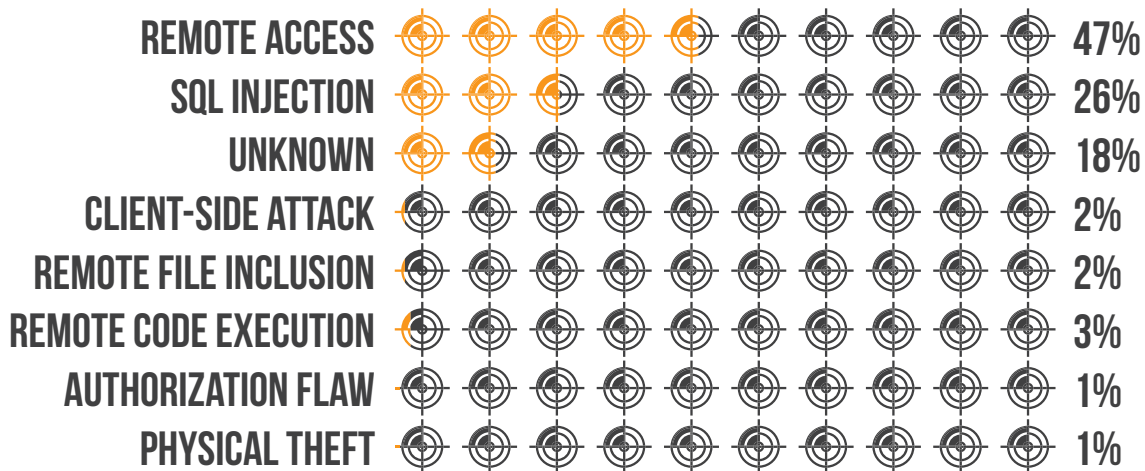 REMOTE ACCESS 47%
SQL INJECTION 26%
UNKNOWN 18%
CLIENT-SIDE ATTACK 2%
REMOTE FILE INCLUSION 2%
REMOTE CODE EXECUTION 3%
AUTHORIZATION FLAW 1%
PHYSICAL THEFT 1%